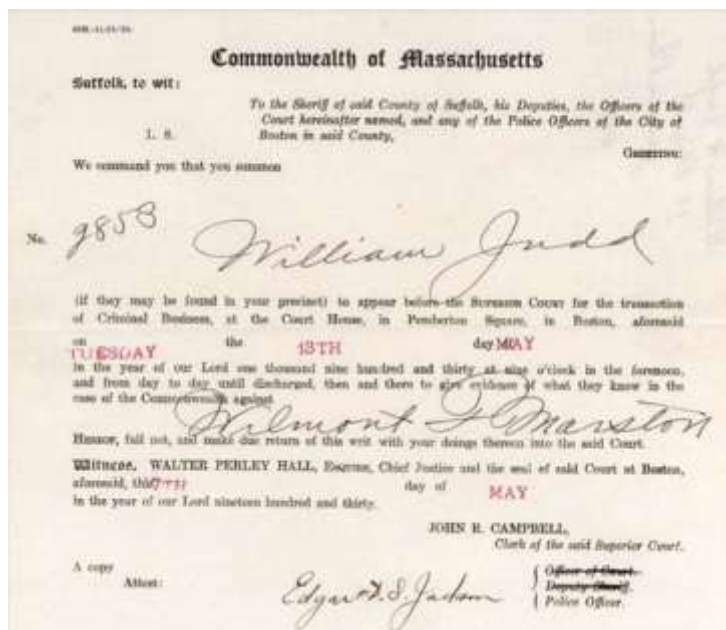 Commonwealth of Massachusetts
Suffolk, to wit:
To the Sheriff of said County of Suffolk, his Deputies, the Officers of the
Court hereinafter named, and any of the Police Officers of the City of
Boston in said County,
GREETING:
We command you that you summon
No. 9853 William Judd
(if they may be found in your precinct) to appear before the SUPERIOR COURT for the transaction
of Criminal Business, at the Court House, in Pemberton Square, in Boston, aforesaid
on TUESDAY the 13TH day of MAY
in the year of our Lord one thousand nine hundred and thirty at nine o'clock in the forenoon,
and from day to day until discharged, then and there to give evidence of what they know in the
case of the Commonwealth against
Wilmont F Marston
HEREOF, fail not, and make due return of this writ with your doings thereon into the said Court.
Witness, WALTER PERLEY HALL, Esquire, Chief Justice and the seal of said Court at Boston,
aforesaid, this 7TH day of MAY
in the year of our Lord nineteen hundred and thirty.
JOHN R. CAMPBELL,
Clerk of the said Superior Court.
A copy
Attest:
Officer of Court.
Deputy Sheriff.
Edgar S. Jackson Police Officer.